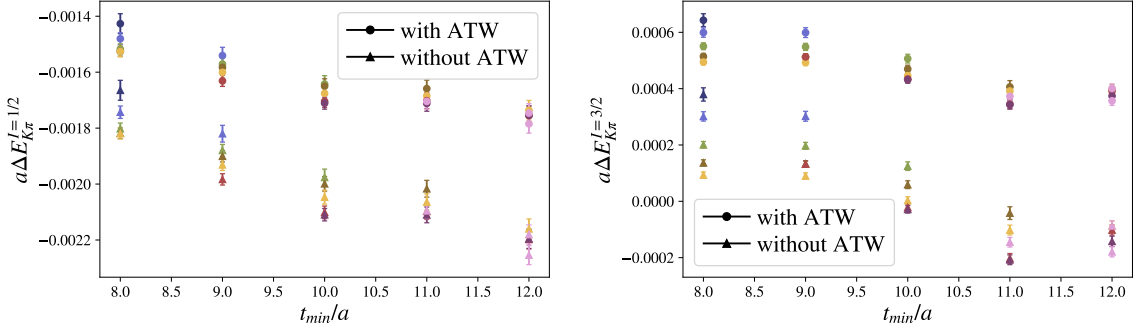 −0.0014
−0.0016
−0.0018
−0.0020
−0.0022
aΔE_{Kπ}^{I=1/2}
with ATW
without ATW
8.0 8.5 9.0 9.5 10.0 10.5 11.0 11.5 12.0
t_{min}/a
0.0006
0.0004
0.0002
0.0000
−0.0002
aΔE_{Kπ}^{I=3/2}
with ATW
without ATW
8.0 8.5 9.0 9.5 10.0 10.5 11.0 11.5 12.0
t_{min}/a